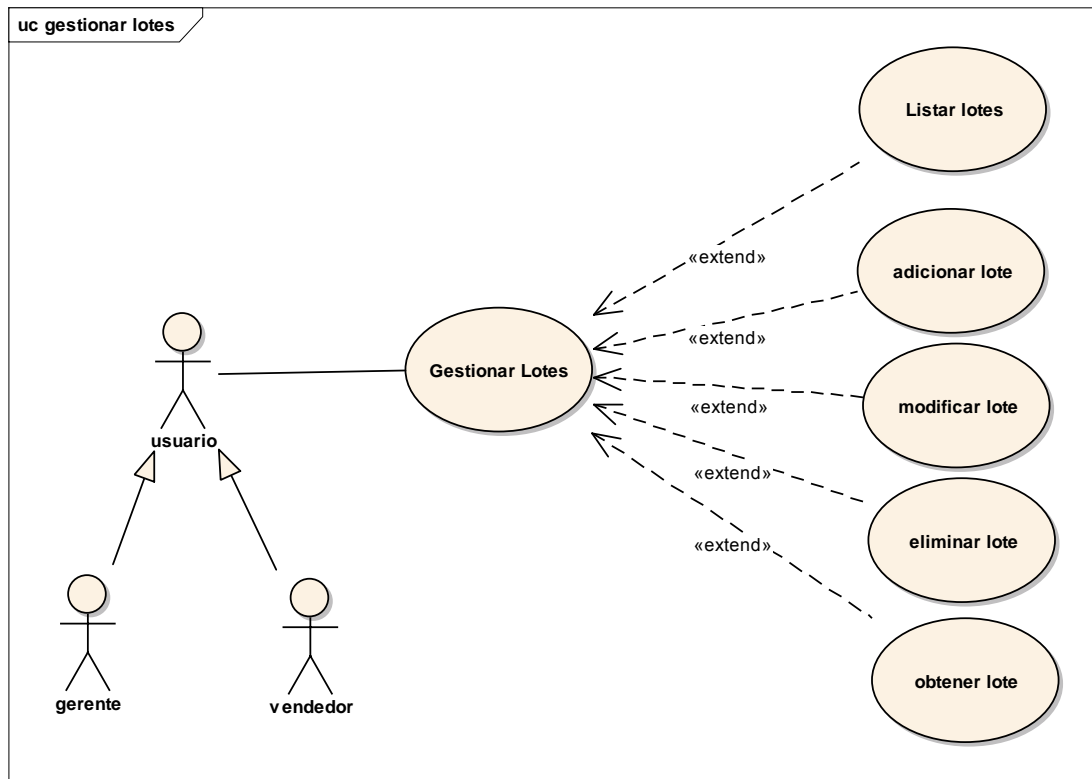 uc gestionar lotes
Listar lotes
«extend»
adicionar lote
«extend»
Gestionar Lotes
modificar lote
«extend»
usuario
«extend»
eliminar lote
«extend»
obtener lote
gerente
vendedor